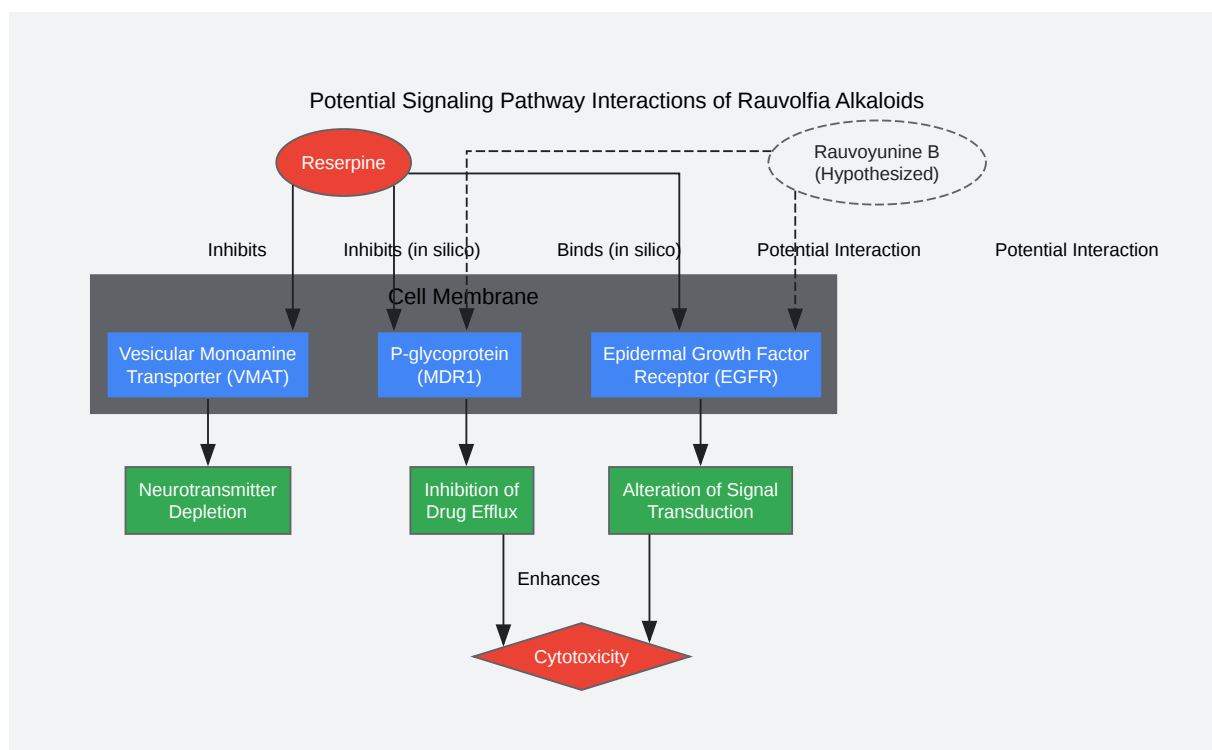 Potential Signaling Pathway Interactions of Rauvolfia Alkaloids
Reserpine
Rauvoyunine B
(Hypothesized)
Inhibits
Inhibits (in silico)
Binds (in silico)
Potential Interaction
Potential Interaction
Cell Membrane
Vesicular Monoamine
Transporter (VMAT)
P-glycoprotein
(MDR1)
Epidermal Growth Factor
Receptor (EGFR)
Neurotransmitter
Depletion
Inhibition of
Drug Efflux
Alteration of Signal
Transduction
Enhances
Cytotoxicity